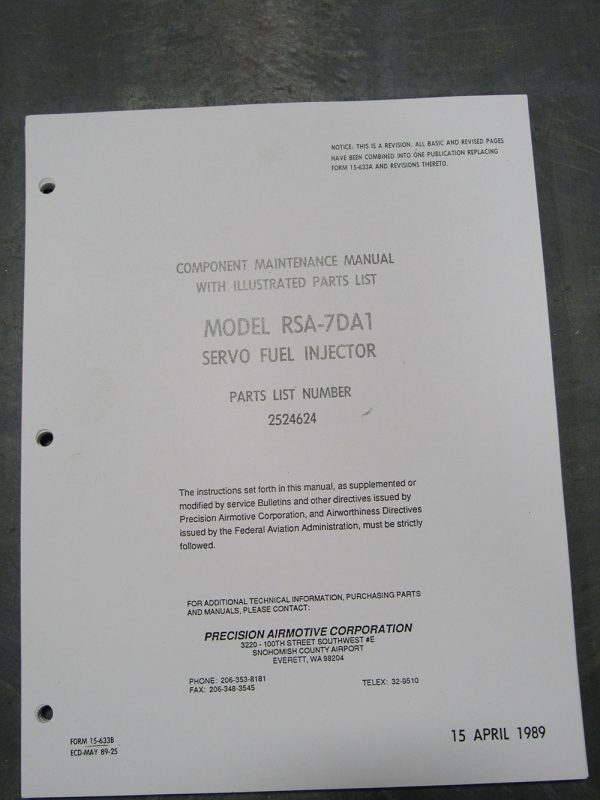 NOTICE: THIS IS A REVISION. ALL BASIC AND REVISED PAGES
HAVE BEEN COMBINED INTO ONE PUBLICATION REPLACING
FORM 15-633A AND REVISIONS THERETO.
COMPONENT MAINTENANCE MANUAL
WITH ILLUSTRATED PARTS LIST
MODEL RSA-7DA1
SERVO FUEL INJECTOR
PARTS LIST NUMBER
2524624
The instructions set forth in this manual, as supplemented or
modified by service Bulletins and other directives issued by
Precision Airmotive Corporation, and Airworthiness Directives
issued by the Federal Aviation Administration, must be strictly
followed.
FOR ADDITIONAL TECHNICAL INFORMATION, PURCHASING PARTS
AND MANUALS, PLEASE CONTACT:
PRECISION AIRMOTIVE CORPORATION
3220 - 100TH STREET SOUTHWEST #E
SNOHOMISH COUNTY AIRPORT
EVERETT, WA 98204
PHONE: 206-353-8181
FAX: 206-348-3545
TELEX: 32-9510
FORM 15-633B
ECD-MAY 89-25
15 APRIL 1989